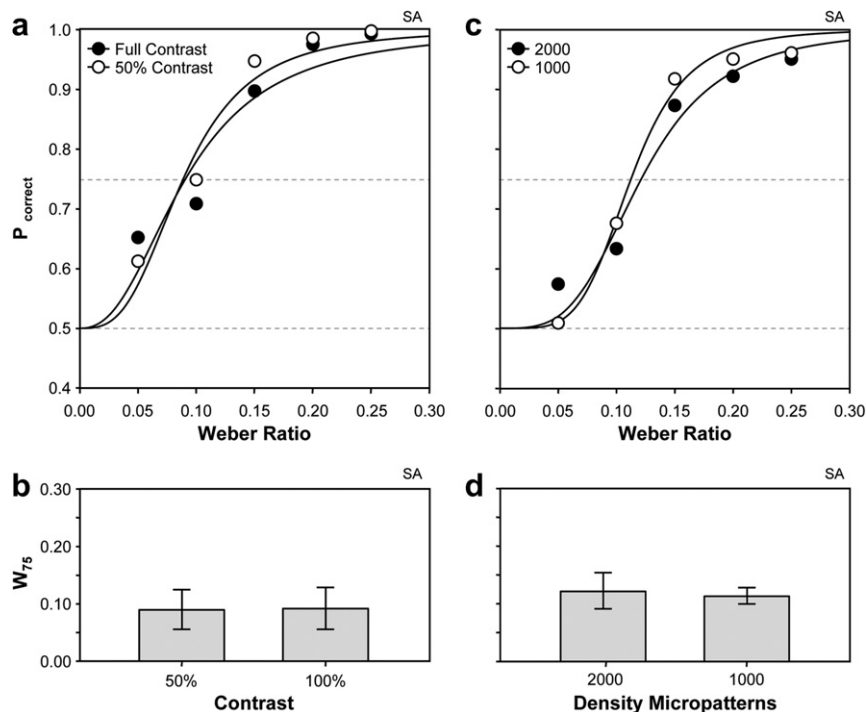 a
SA
Full Contrast
50% Contrast
1.0
0.9
0.8
0.7
0.6
0.5
0.4
P correct
0.00 0.05 0.10 0.15 0.20 0.25 0.30
Weber Ratio
c
SA
2000
1000
0.00 0.05 0.10 0.15 0.20 0.25 0.30
Weber Ratio
b
SA
0.30
0.20
0.10
0.00
W75
50% 100%
Contrast
d
SA
2000 1000
Density Micropatterns